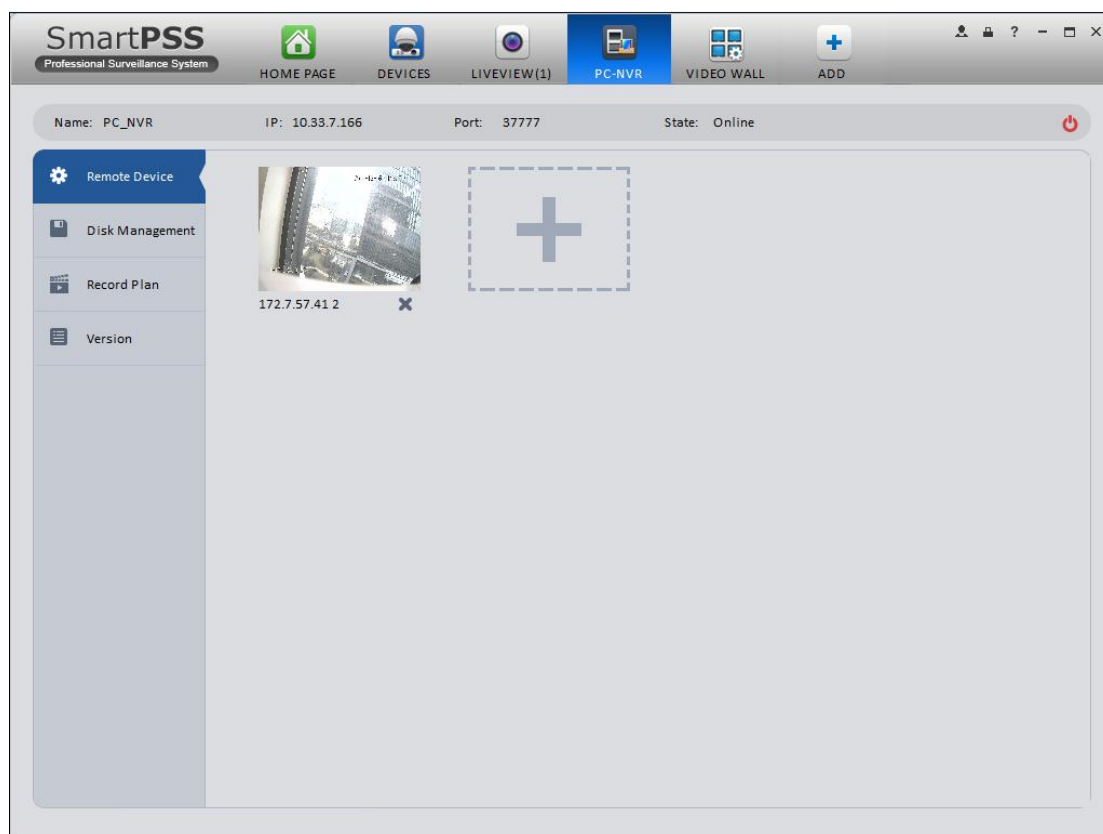 SmartPSS
Professional Surveillance System
HOME PAGE
DEVICES
LIVEVIEW(1)
PC-NVR
VIDEO WALL
ADD
Name: PC_NVR
IP: 10.33.7.166
Port: 37777
State: Online
Remote Device
Disk Management
Record Plan
Version
172.7.57.41 2